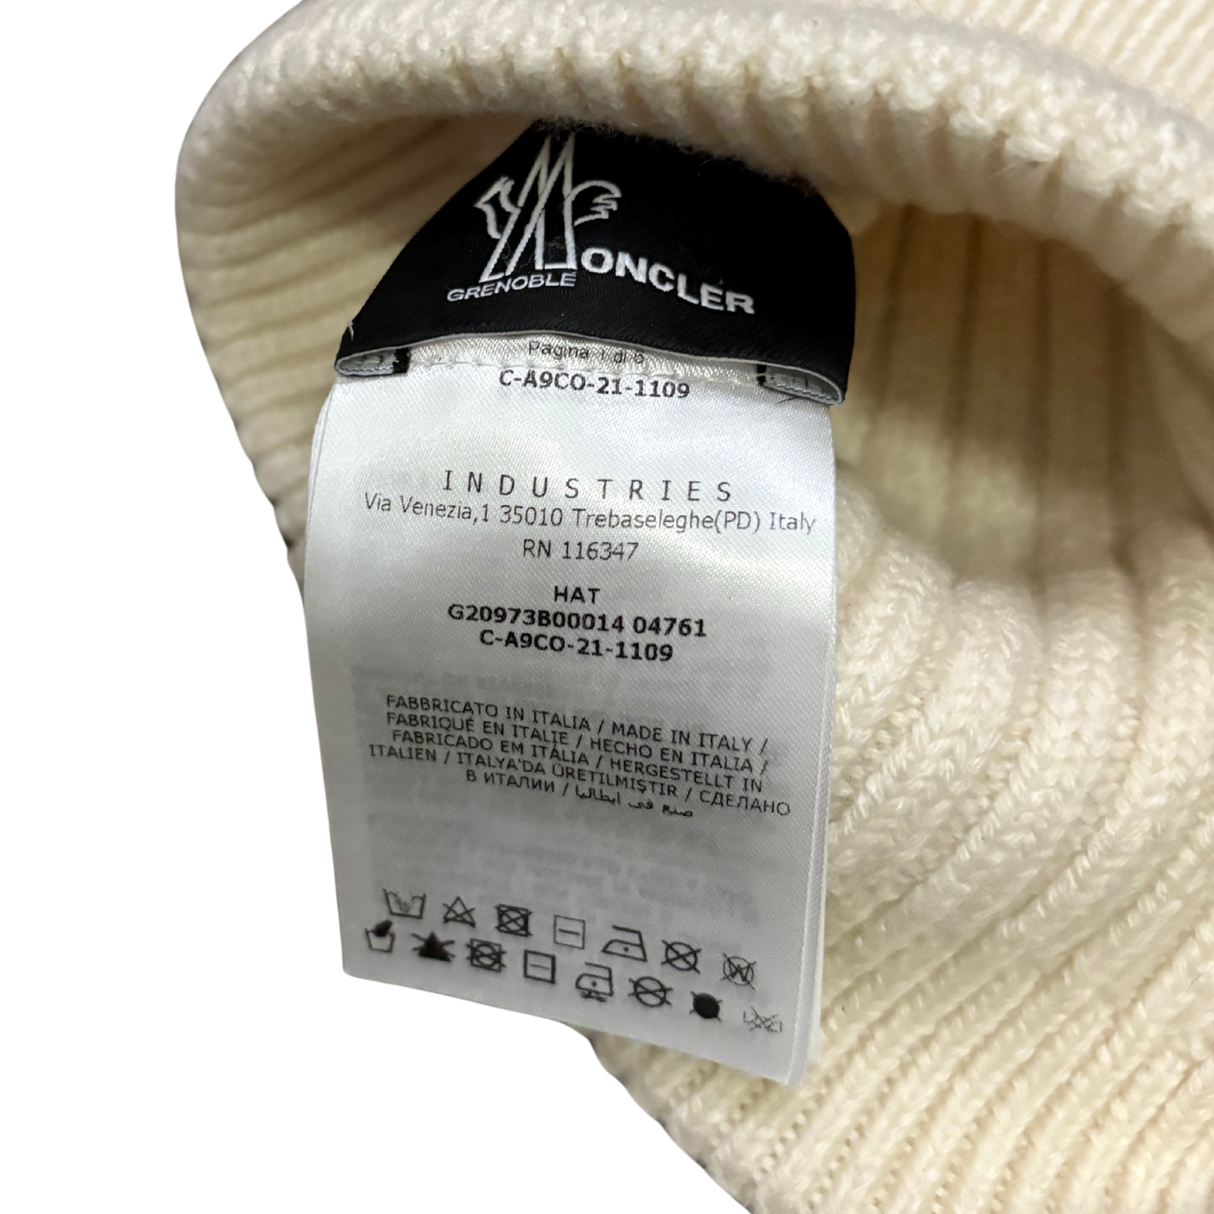 MONCLER
GRENOBLE
Pagina 1 di 8
C-A9CO-21-1109
INDUSTRIES
Via Venezia,1 35010 Trebaseleghe(PD) Italy
RN 116347
HAT
G20973B00014 04761
C-A9CO-21-1109
FABBRICATO IN ITALIA / MADE IN ITALY /
FABRIQUÉ EN ITALIE / HECHO EN ITALIA /
FABRICADO EM ITÁLIA / HERGESTELLT IN
ITALIEN / ITALYA'DA ÜRETILMIŞTIR / СДЕЛАНО
В ИТАЛИИ / صنع في ايطاليا